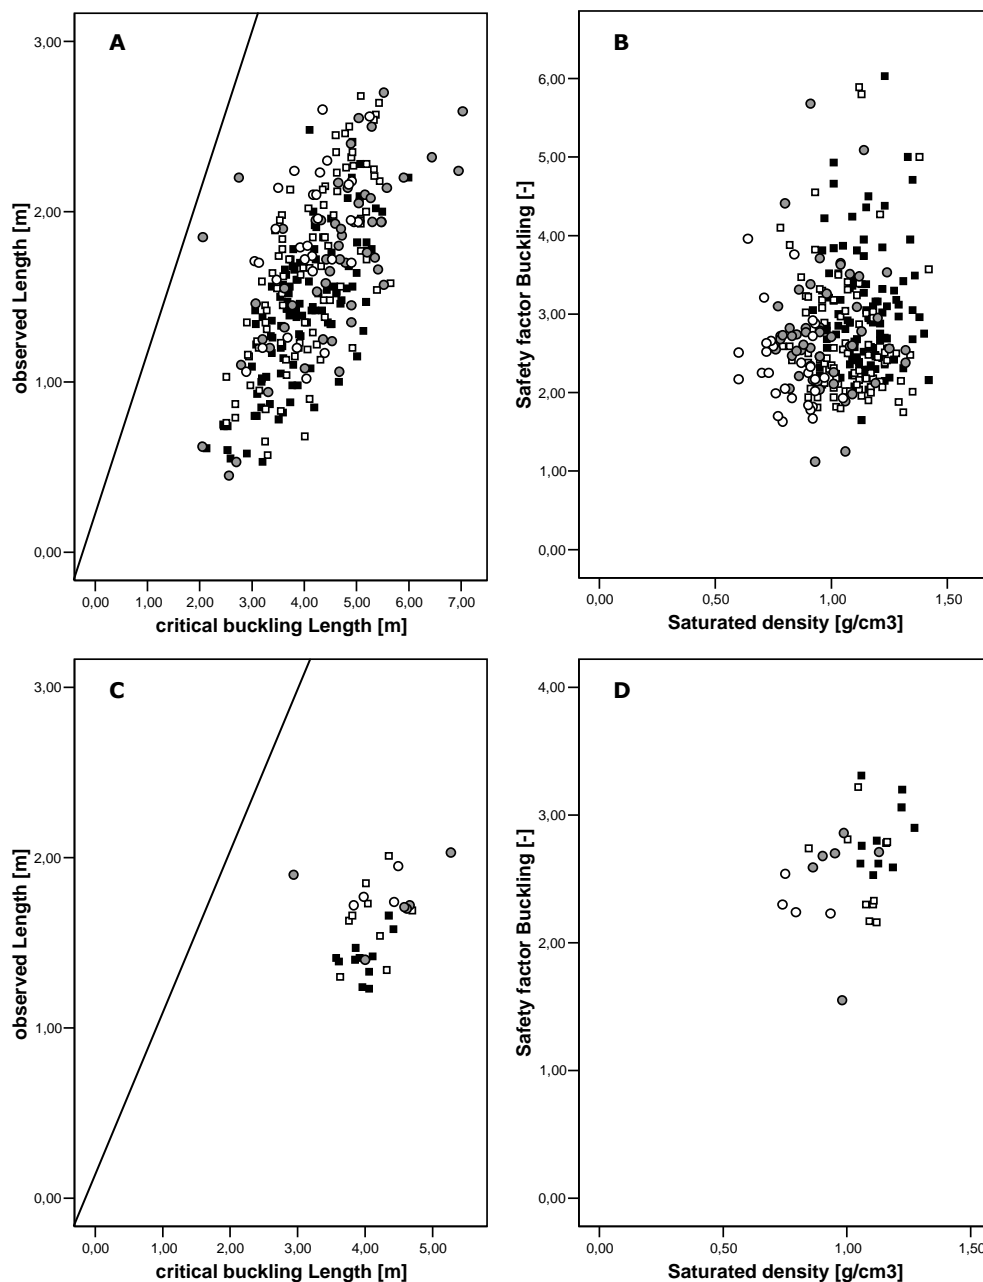 A
3,00
2,00
1,00
0,00
observed Length [m]
0,00 1,00 2,00 3,00 4,00 5,00 6,00 7,00
critical buckling Length [m]
B
6,00
5,00
4,00
3,00
2,00
1,00
0,00
Safety factor Buckling [-]
0,00 0,50 1,00 1,50
Saturated density [g/cm3]
C
3,00
2,00
1,00
0,00
observed Length [m]
0,00 1,00 2,00 3,00 4,00 5,00
critical buckling Length [m]
D
4,00
3,00
2,00
1,00
0,00
Safety factor Buckling [-]
0,00 0,50 1,00 1,50
Saturated density [g/cm3]